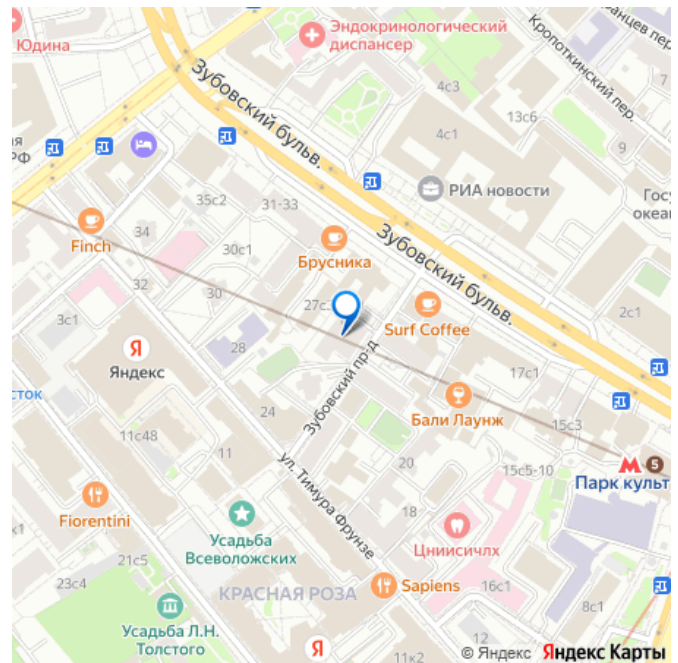 Юдина
Эндокринологический
диспансер
Кропоткинский пер.
Зубовский бульв.
4с3
13с6
7
4с1
9
РФ
35с2
31-33
РИА новости
Finch
34
30с1
Брусника
Зубовский бульв.
32
30
27с
2с1
3с1
Surf Coffee
Яндекс
28
Зубовский пр-д
17с1
24
Бали Лаунж
15с3
11с48
11
ул. Тимура Фрунзе
20
15с5-10
5
Парк культ
Fiorentini
Усадьба
Всеволожских
18
Цниисичлх
21с5
23с4
КРАСНАЯ РОЗА
Sapiens
16с1
8с1
Усадьба Л.Н.
Толстого
Я
11к2
12
© Яндекс Яндекс Карты